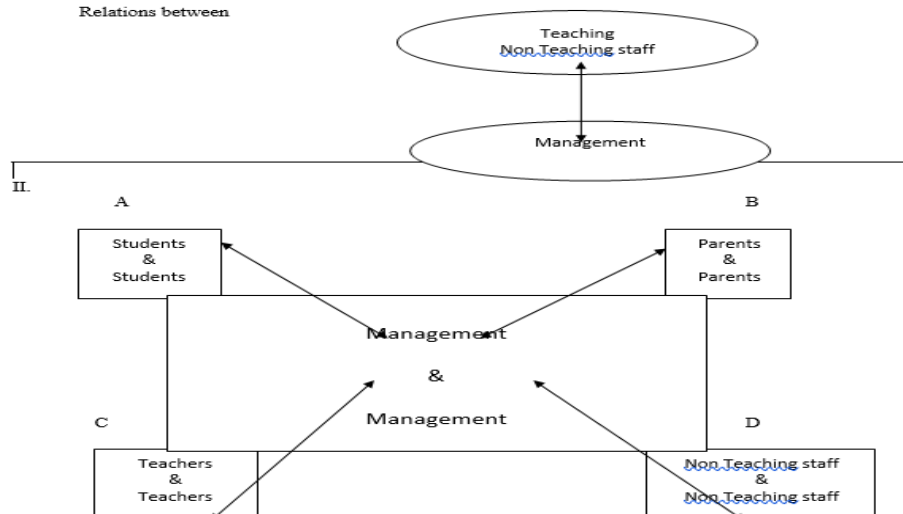 Relations between
Teaching
Non Teaching staff
Management
II.
A
B
Students
&
Students
Parents
&
Parents
Management
&
Management
C
D
Teachers
&
Teachers
Non Teaching staff
&
Non Teaching staff